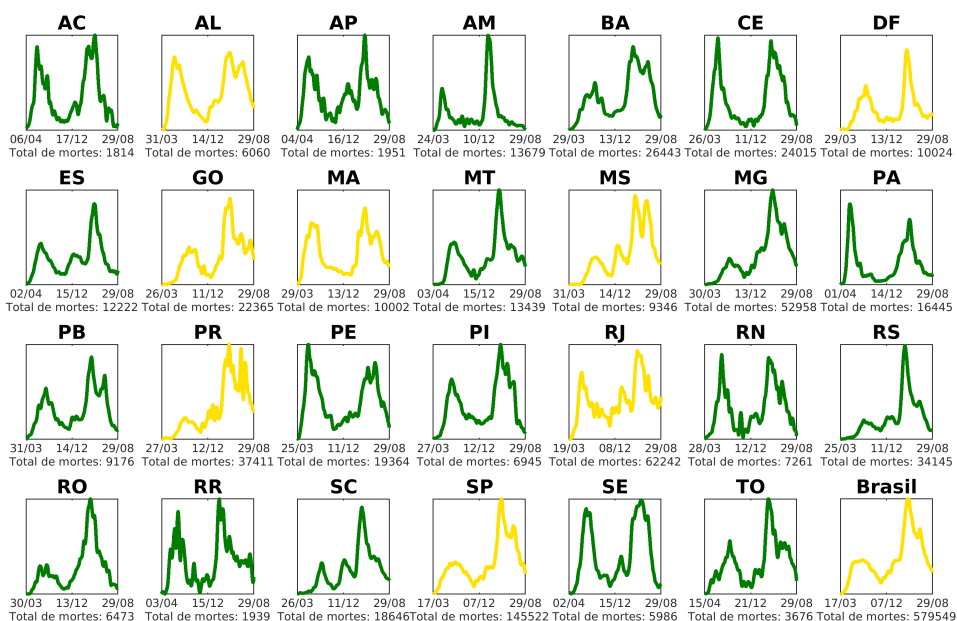 AC AL AP AM BA CE DF
06/04 17/12 29/08 31/03 14/12 29/08 04/04 16/12 29/08 24/03 10/12 29/08 29/03 13/12 29/08 26/03 11/12 29/08 29/03 13/12 29/08
Total de mortes: 1814 Total de mortes: 6060 Total de mortes: 1951 Total de mortes: 13679 Total de mortes: 26443 Total de mortes: 24015 Total de mortes: 10024
ES GO MA MT MS MG PA
02/04 15/12 29/08 26/03 11/12 29/08 29/03 13/12 29/08 03/04 15/12 29/08 31/03 14/12 29/08 30/03 13/12 29/08 01/04 14/12 29/08
Total de mortes: 12222 Total de mortes: 22365 Total de mortes: 10002 Total de mortes: 13439 Total de mortes: 9346 Total de mortes: 52958 Total de mortes: 16445
PB PR PE PI RJ RN RS
31/03 14/12 29/08 27/03 12/12 29/08 25/03 11/12 29/08 27/03 12/12 29/08 19/03 08/12 29/08 28/03 12/12 29/08 25/03 11/12 29/08
Total de mortes: 9176 Total de mortes: 37411 Total de mortes: 19364 Total de mortes: 6945 Total de mortes: 62242 Total de mortes: 7261 Total de mortes: 34145
RO RR SC SP SE TO Brasil
30/03 13/12 29/08 03/04 15/12 29/08 26/03 11/12 29/08 17/03 07/12 29/08 02/04 15/12 29/08 15/04 21/12 29/08 17/03 07/12 29/08
Total de mortes: 6473 Total de mortes: 1939 Total de mortes: 18646 Total de mortes: 145522 Total de mortes: 5986 Total de mortes: 3676 Total de mortes: 579549